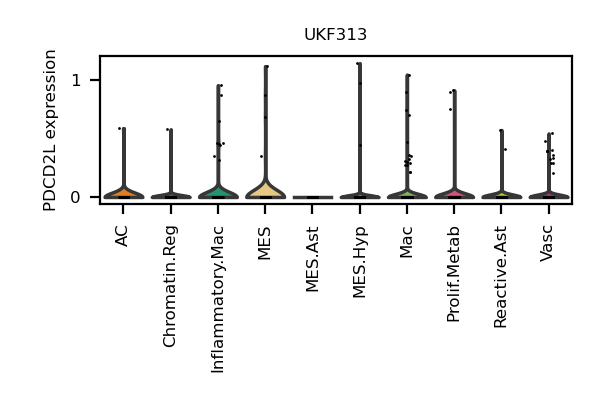 UKF313
PDCD2L expression
1
0
AC
Chromatin.Reg
Inflammatory.Mac
MES
MES.Ast
MES.Hyp
Mac
Prolif.Metab
Reactive.Ast
Vasc